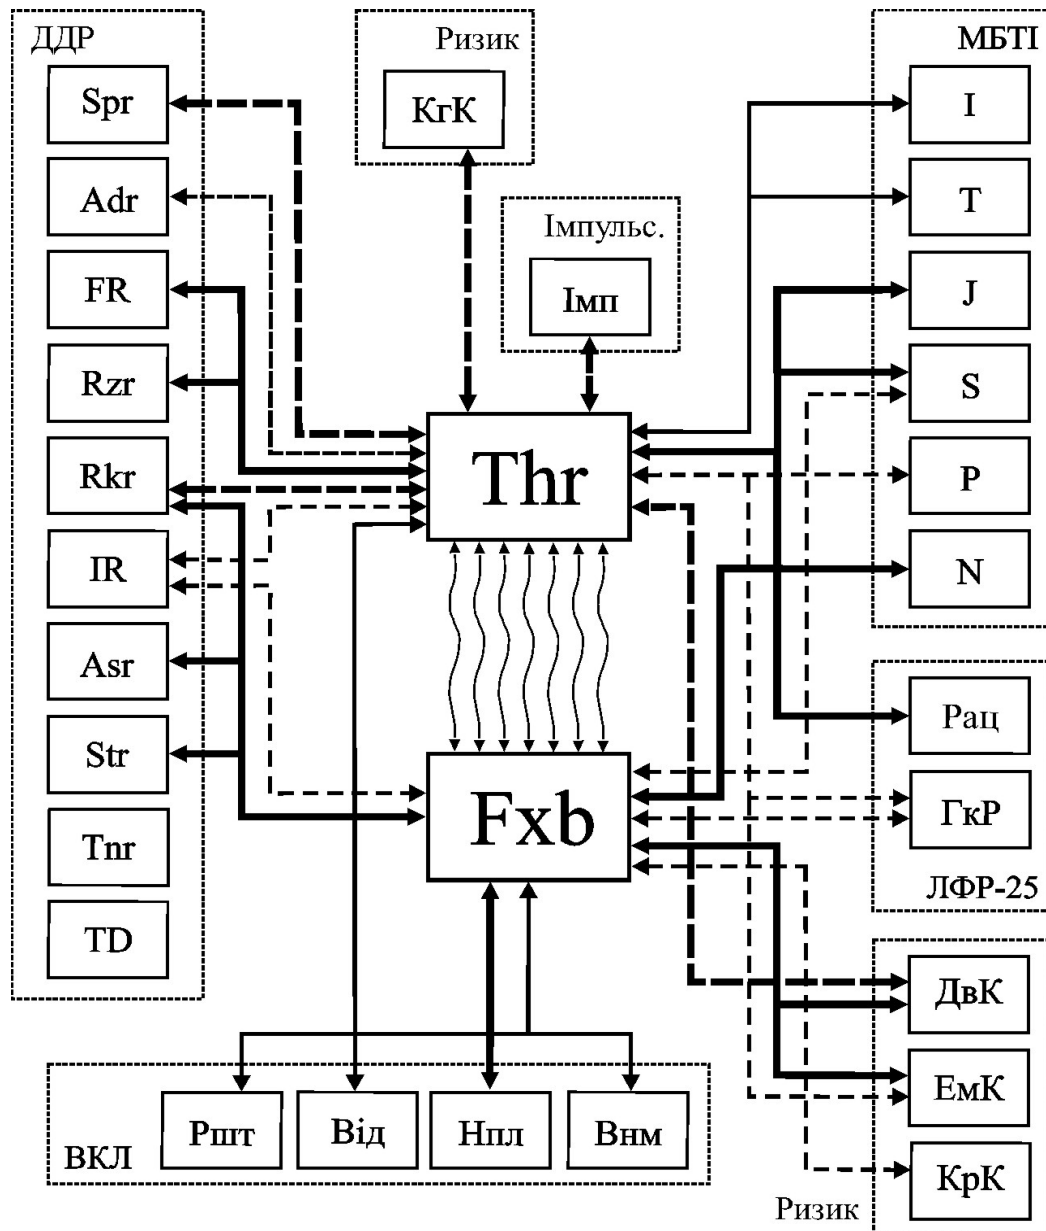 ДДР
Spr
Adr
FR
Rzr
Rkr
IR
Asr
Str
Tnr
TD
Ризик
КгК
Імпульс.
Імп
Thr
Fxb
МБТІ
I
T
J
S
P
N
Рац
ГкР
ЛФР-25
ДвК
ЕмК
КрК
Ризик
ВКЛ
Ршт
Від
Нпл
Внм